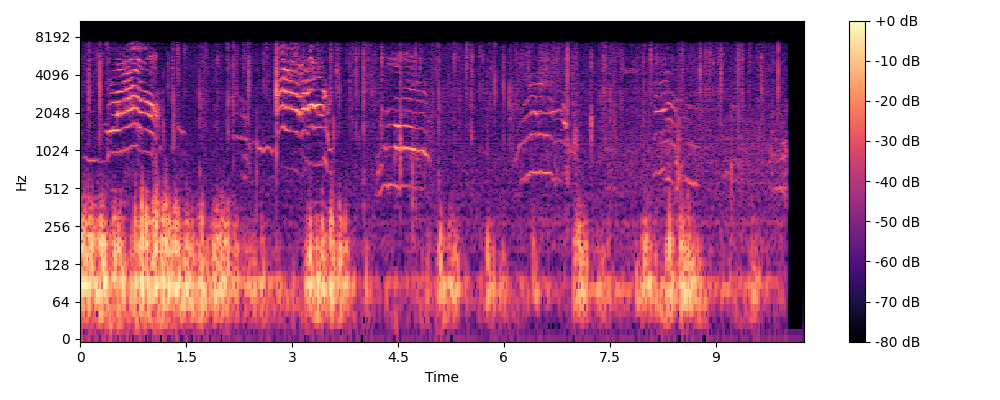 8192
4096
2048
1024
512
256
128
64
0
Hz
0 1.5 3 4.5 6 7.5 9
Time
+0 dB
-10 dB
-20 dB
-30 dB
-40 dB
-50 dB
-60 dB
-70 dB
-80 dB